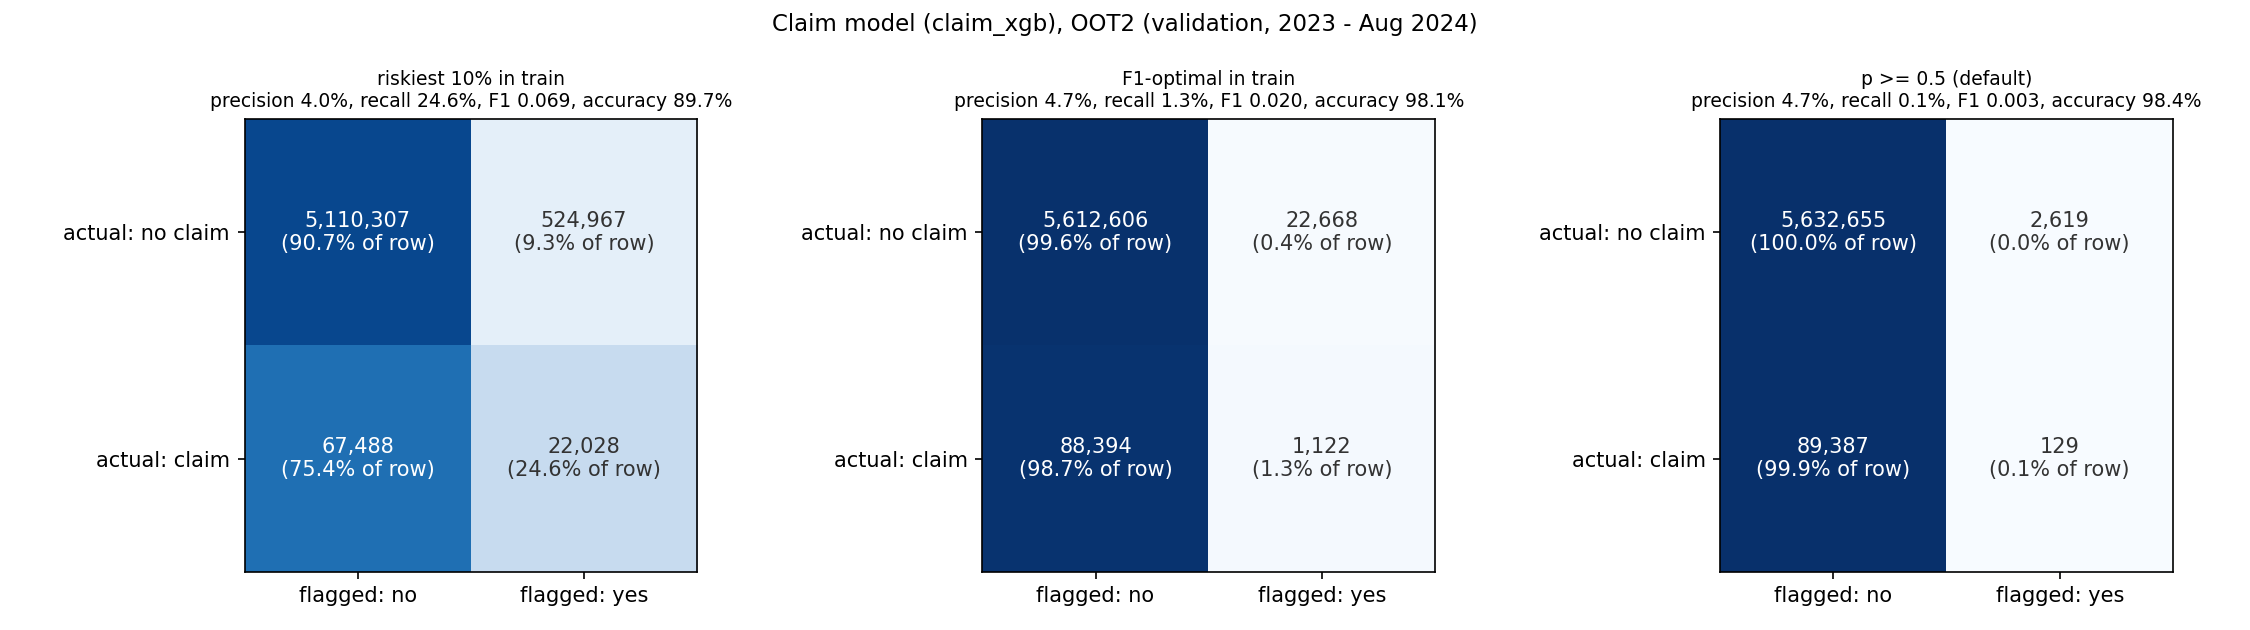 Claim model (claim_xgb), OOT2 (validation, 2023 - Aug 2024)
riskiest 10% in train
precision 4.0%, recall 24.6%, F1 0.069, accuracy 89.7%
actual: no claim
5,110,307
(90.7% of row)
524,967
(9.3% of row)
actual: claim
67,488
(75.4% of row)
22,028
(24.6% of row)
flagged: no
flagged: yes
F1-optimal in train
precision 4.7%, recall 1.3%, F1 0.020, accuracy 98.1%
actual: no claim
5,612,606
(99.6% of row)
22,668
(0.4% of row)
actual: claim
88,394
(98.7% of row)
1,122
(1.3% of row)
flagged: no
flagged: yes
p >= 0.5 (default)
precision 4.7%, recall 0.1%, F1 0.003, accuracy 98.4%
actual: no claim
5,632,655
(100.0% of row)
2,619
(0.0% of row)
actual: claim
89,387
(99.9% of row)
129
(0.1% of row)
flagged: no
flagged: yes